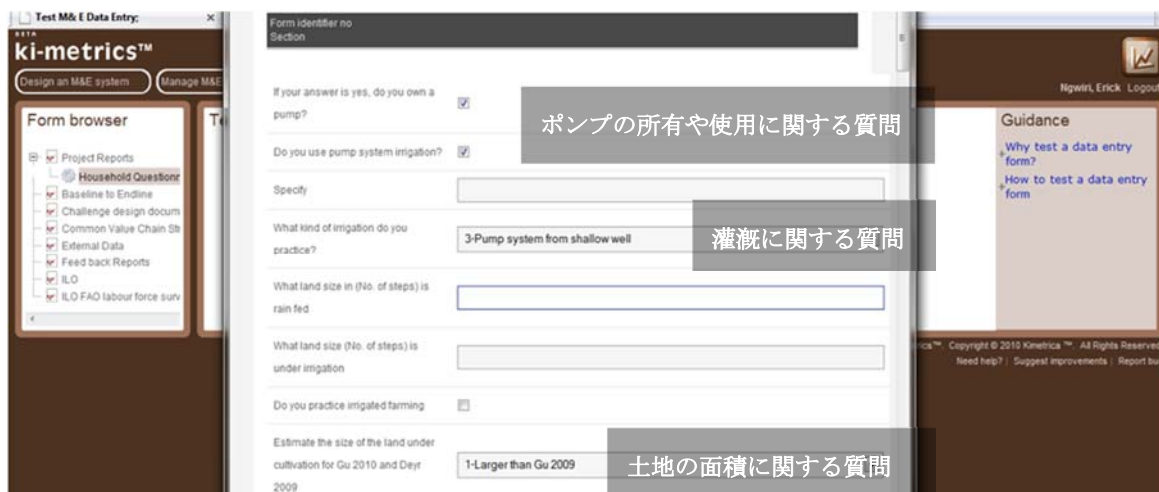 Test M& E Data Entry;
BETA
ki-metrics™
Design an M&E system
Manage M&E
Form browser
Project Reports
Household Questionr
Baseline to Endline
Challenge design docum
Common Value Chain Str
External Data
Feed back Reports
ILO
ILO FAO labour force surv
Form identifier no
Section
If your answer is yes, do you own a
pump?
ポンプの所有や使用に関する質問
Do you use pump system irrigation?
Specify
What kind of irrigation do you
practice?
3-Pump system from shallow well
灌漑に関する質問
What land size in (No. of steps) is
rain fed
What land size (No. of steps) is
under irrigation
Do you practice irrigated farming
Estimate the size of the land under
cultivation for Gu 2010 and Deyr
2009
1-Larger than Gu 2009
土地の面積に関する質問
Ngwiri, Erick Logout
Guidance
Why test a data entry
form?
How to test a data entry
form
Copyright © 2010 Kimetrica ™. All Rights Reserved
Need help? | Suggest improvements | Report bu